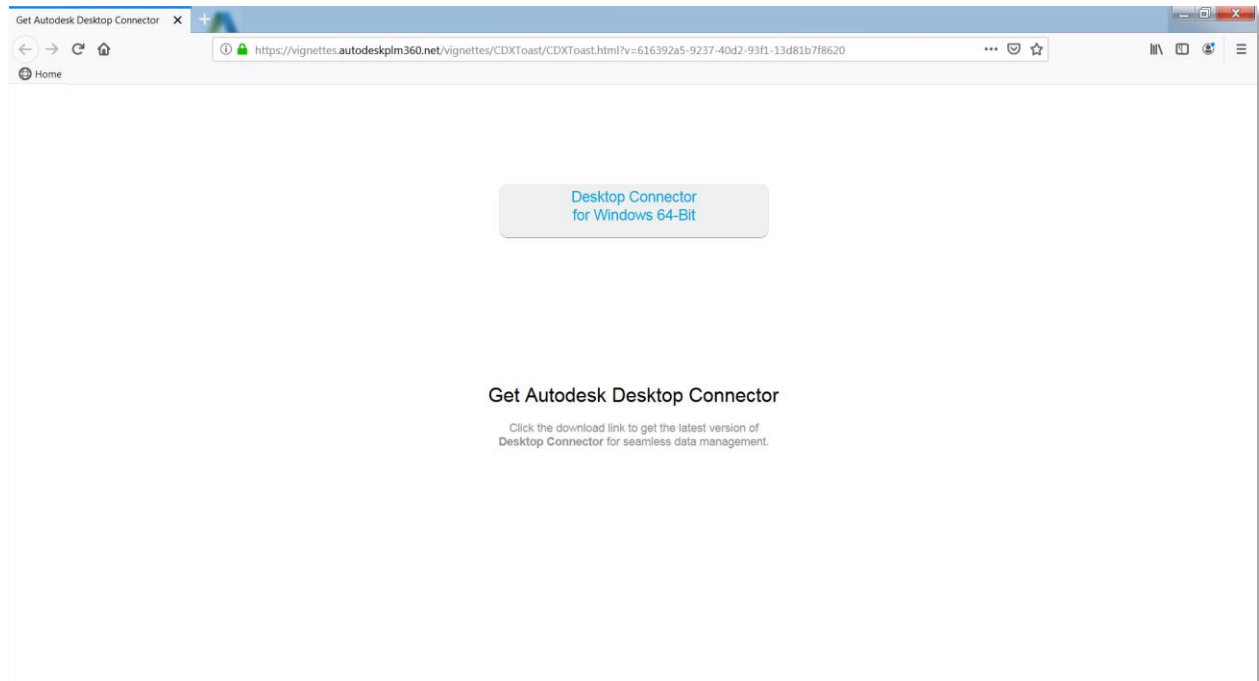 Get Autodesk Desktop Connector
https://vignettes.autodeskplm360.net/vignettes/CDXToast/CDXToast.html?v=616392a5-9237-40d2-93f1-13d81b7f8620
Home
Desktop Connector
for Windows 64-Bit
Get Autodesk Desktop Connector
Click the download link to get the latest version of
Desktop Connector for seamless data management.